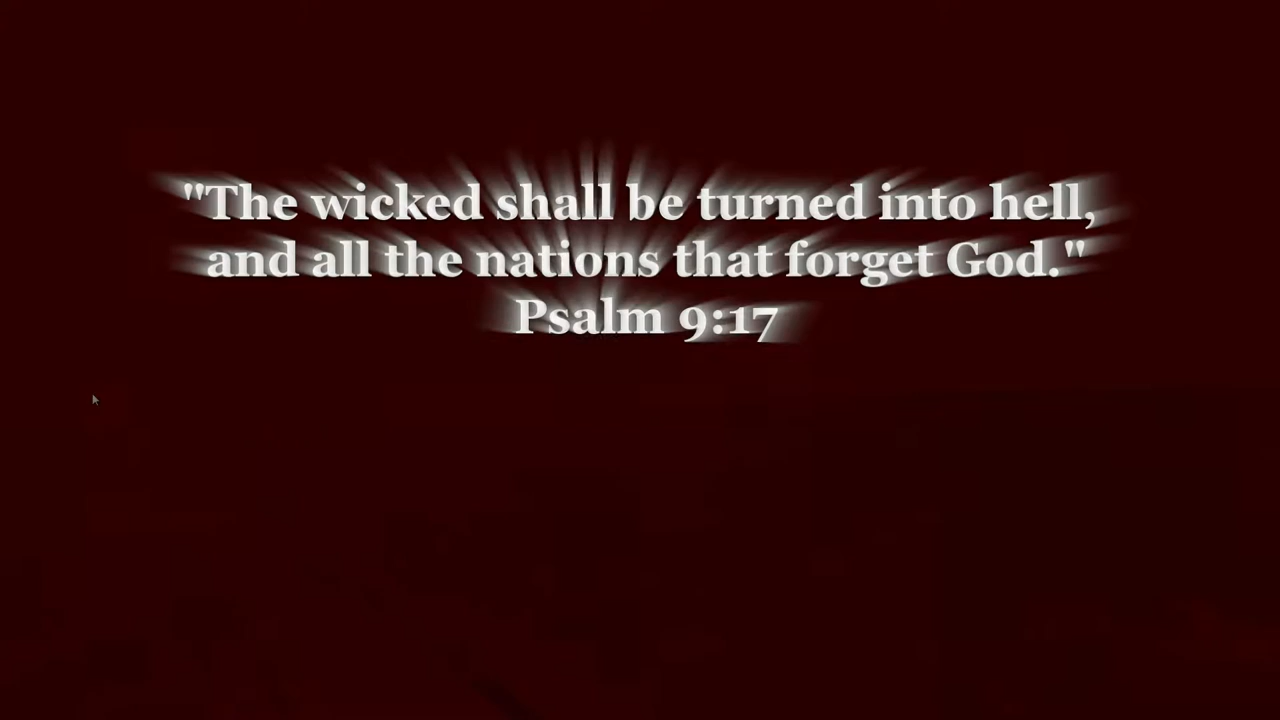 "The wicked shall be turned into hell,
and all the nations that forget God."
Psalm 9:17